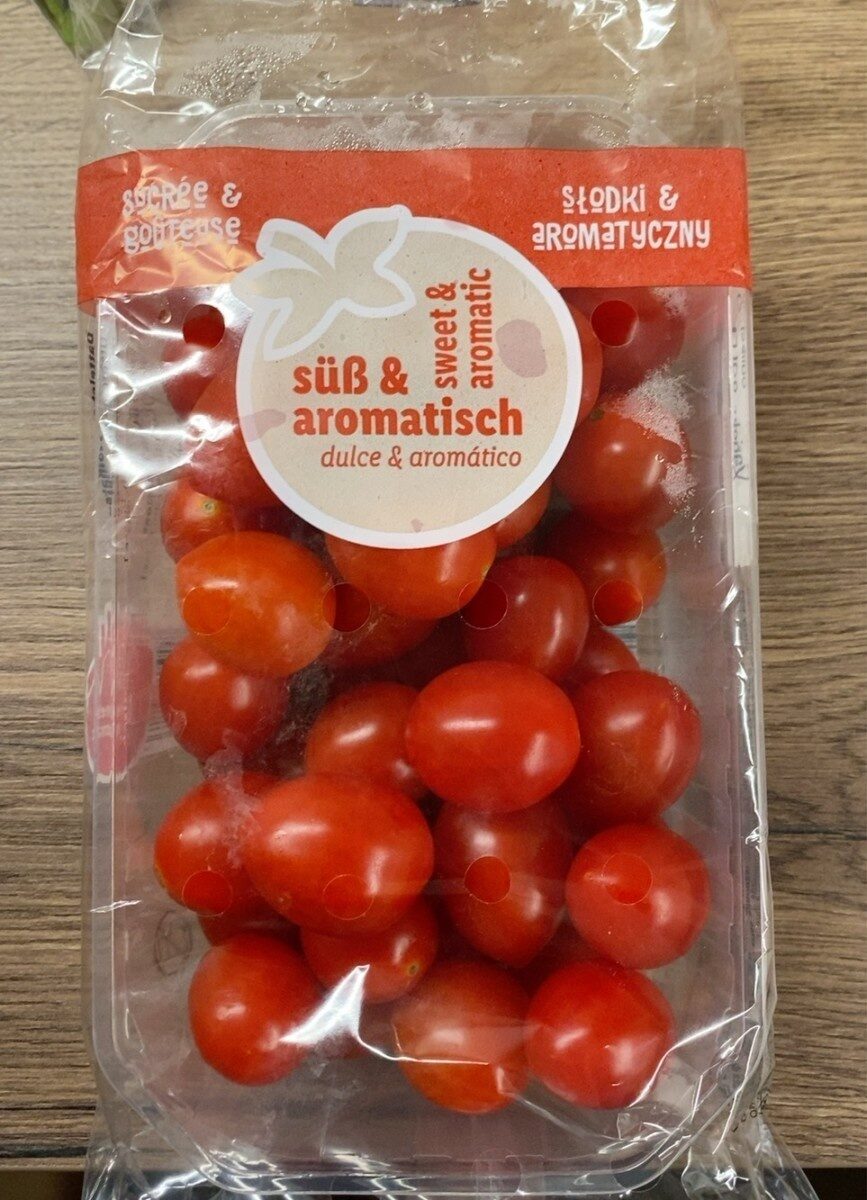 sucrée &
goûteuse
słodki &
aromatyczny
sweet &
aromatic
süß &
aromatisch
dulce & aromático